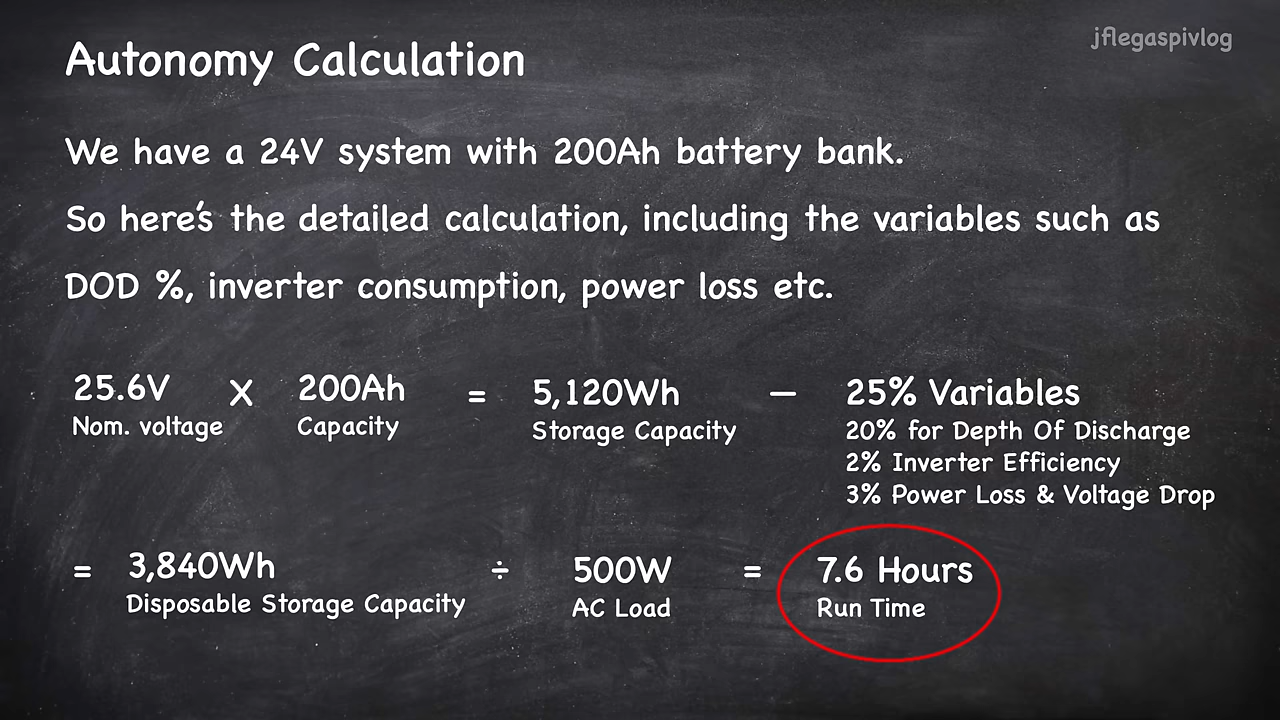 jflegaspivlog
Autonomy Calculation
We have a 24V system with 200Ah battery bank.
So here's the detailed calculation, including the variables such as
DOD %, inverter consumption, power loss etc.
25.6V X 200Ah = 5,120Wh – 25% Variables
Nom. voltage Capacity Storage Capacity 20% for Depth Of Discharge
2% Inverter Efficiency
3% Power Loss & Voltage Drop
= 3,840Wh ÷ 500W = 7.6 Hours
Disposable Storage Capacity AC Load Run Time